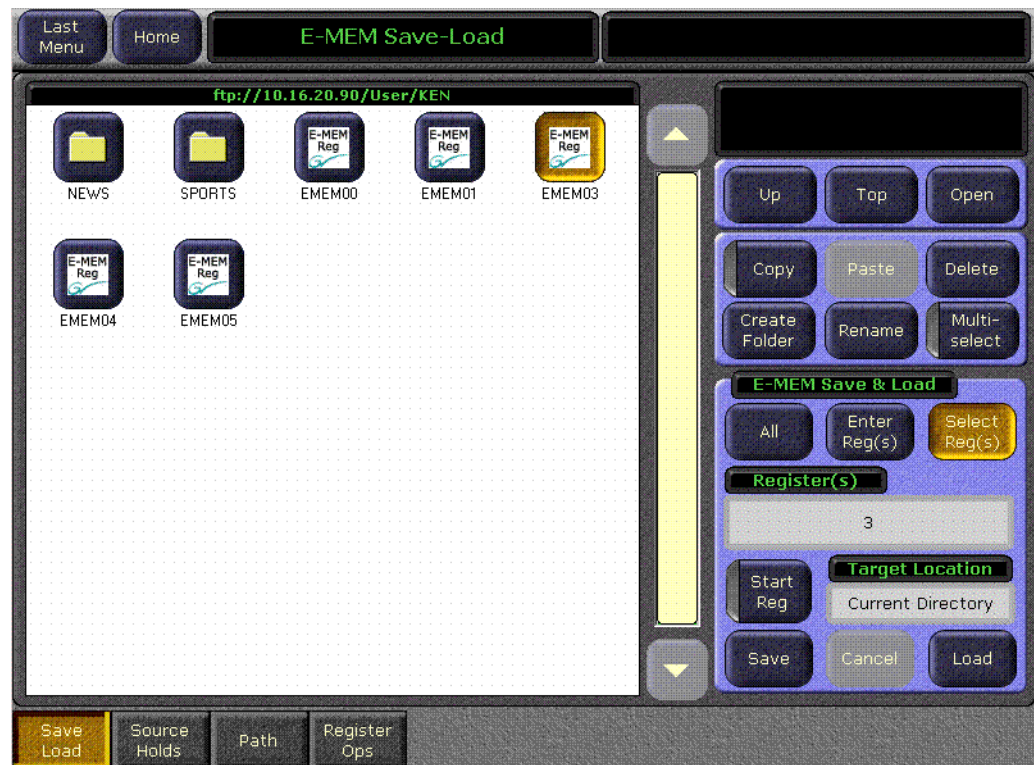 Last
Menu
Home
E-MEM Save-Load
ftp://10.16.20.90/User/KEN
E-MEM
Reg
E-MEM
Reg
E-MEM
Reg
NEWS
SPORTS
EMEM00
EMEM01
EMEM03
E-MEM
Reg
E-MEM
Reg
EMEM04
EMEM05
Up
Top
Open
Copy
Paste
Delete
Create
Folder
Rename
Multi-
select
E-MEM Save & Load
All
Enter
Reg(s)
Select
Reg(s)
Register(s)
3
Start
Reg
Target Location
Current Directory
Save
Cancel
Load
Save
Load
Source
Holds
Path
Register
Ops